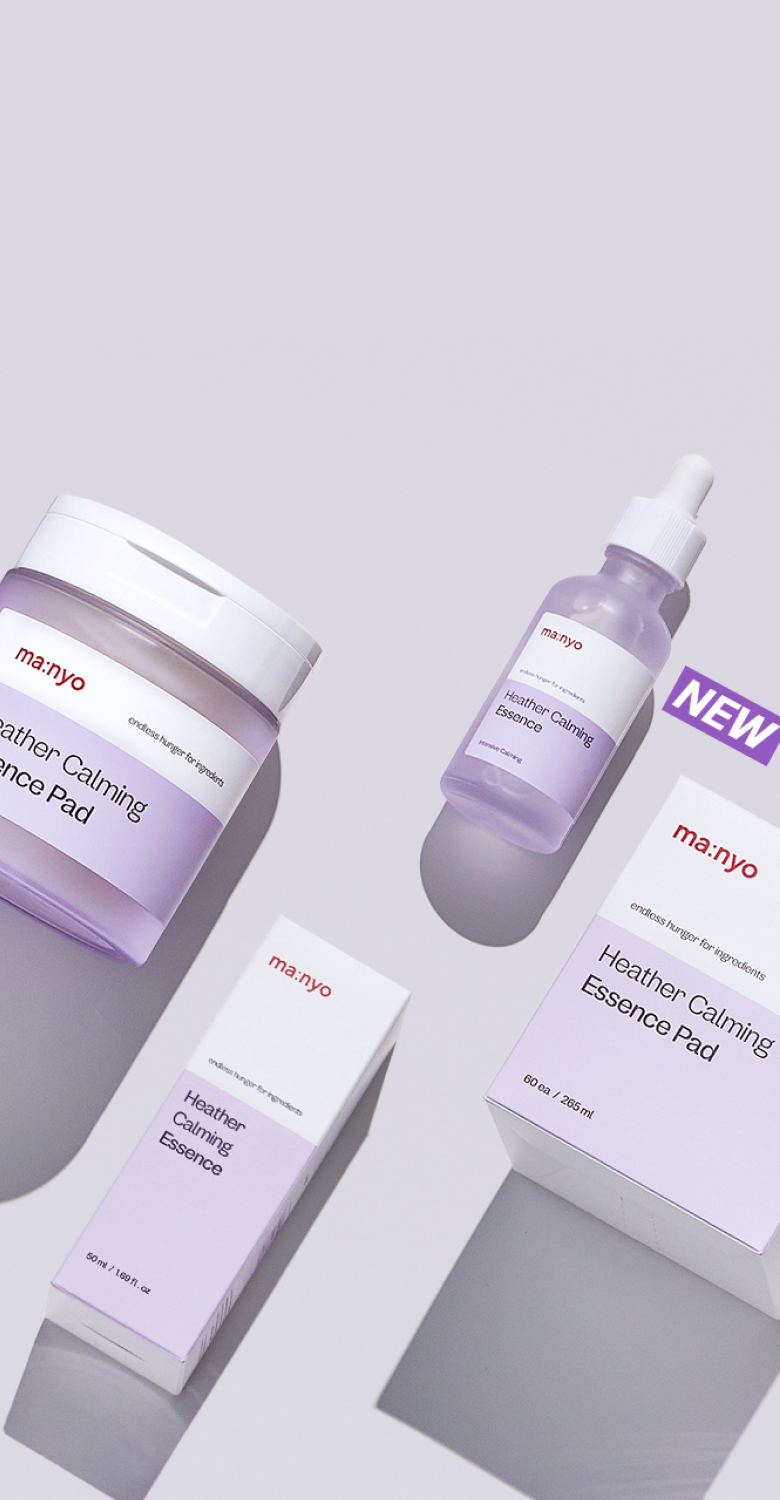 ma:nyo
endless hunger for ingredients
eather Calming
ence Pad
ma:nyo
endless hunger for ingredients
Heather Calming
Essence
Intensive Calming
NEW
ma:nyo
endless hunger for ingredients
Heather Calming
Essence Pad
60 ea / 265 ml
ma:nyo
endless hunger for ingredients
Heather
Calming
Essence
50 ml / 1.69 fl. oz